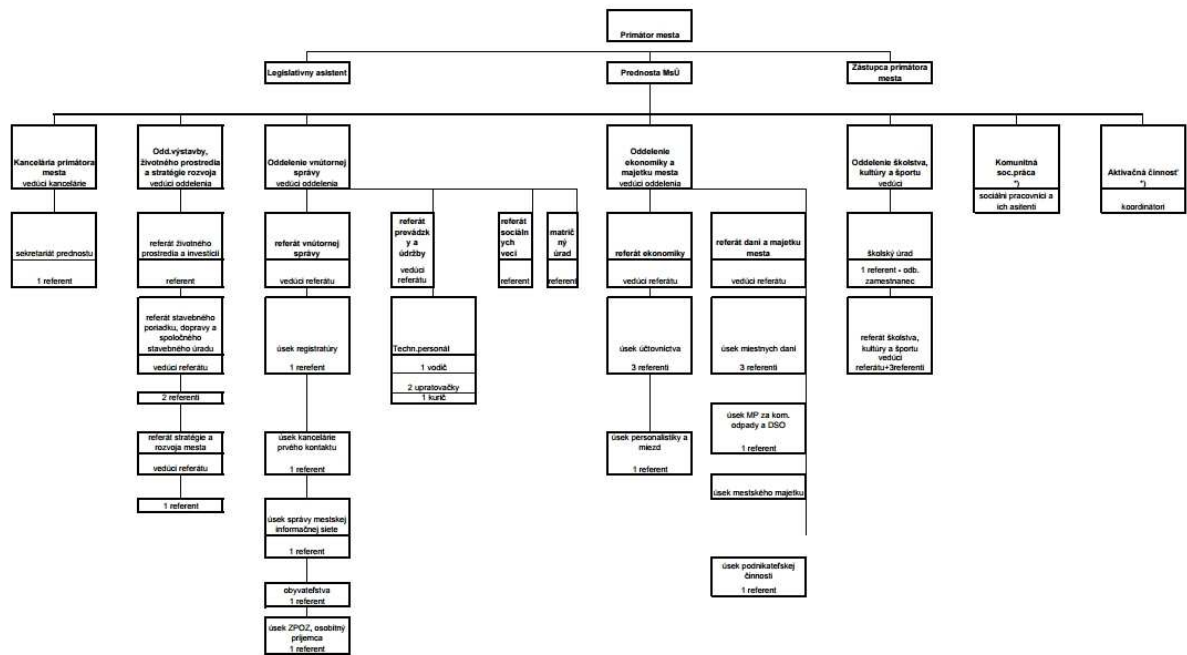 Primátor mesta
Legislatívny asistent
Prednosta MsÚ
Zástupca primátora
mesta
Kancelária primátora
mesta
vedúci kancelárie
Odd.výstavby,
životného prostredia
a stratégie rozvoja
vedúci oddelenia
Oddelenie vnútornej
správy
vedúci oddelenia
Oddelenie
ekonomiky a
majetku mesta
vedúci oddelenia
Oddelenie školstva,
kultúry a športu
vedúci
Komunitná
soc.práca
*)
sociálni pracovníci a
ich asitenti
Aktivačná činnosť
*)
koordinátori
sekretariát prednostu
1 referent
referát životného
prostredia a investícií
referent
referát stavebného
poriadku, dopravy a
spoločného
stavebného úradu
vedúci referátu
2 referenti
referát stratégie a
rozvoja mesta
vedúci referátu
1 referent
referát vnútornej
správy
vedúci referátu
úsek registratúry
1 rerefent
úsek kancelárie
prvého kontaktu
1 referent
úsek správy mestskej
informačnej siete
1 referent
obyvateľstva
1 referent
úsek ZPOZ, osobitný
príjemca
1 referent
referát
prevádzk
y a
údržby
vedúci
referátu
Techn.personál
1 vodič
2 upratovačky
1 kurič
referát
sociáln
ych
vecí
referent
matrič
ný
úrad
referent
referát ekonomiky
vedúci referátu
úsek účtovníctva
3 referenti
úsek personalistiky a
miezd
1 referent
referát daní a majetku
mesta
vedúci referátu
úsek miestnych daní
3 referenti
úsek MP za kom.
odpady a DSO
1 referent
úsek mestského majetku
úsek podnikateľskej
činnosti
1 referent
školský úrad
1 referent - odb.
zamestnanec
referát školstva,
kultúry a športu
vedúci
referátu+3referenti